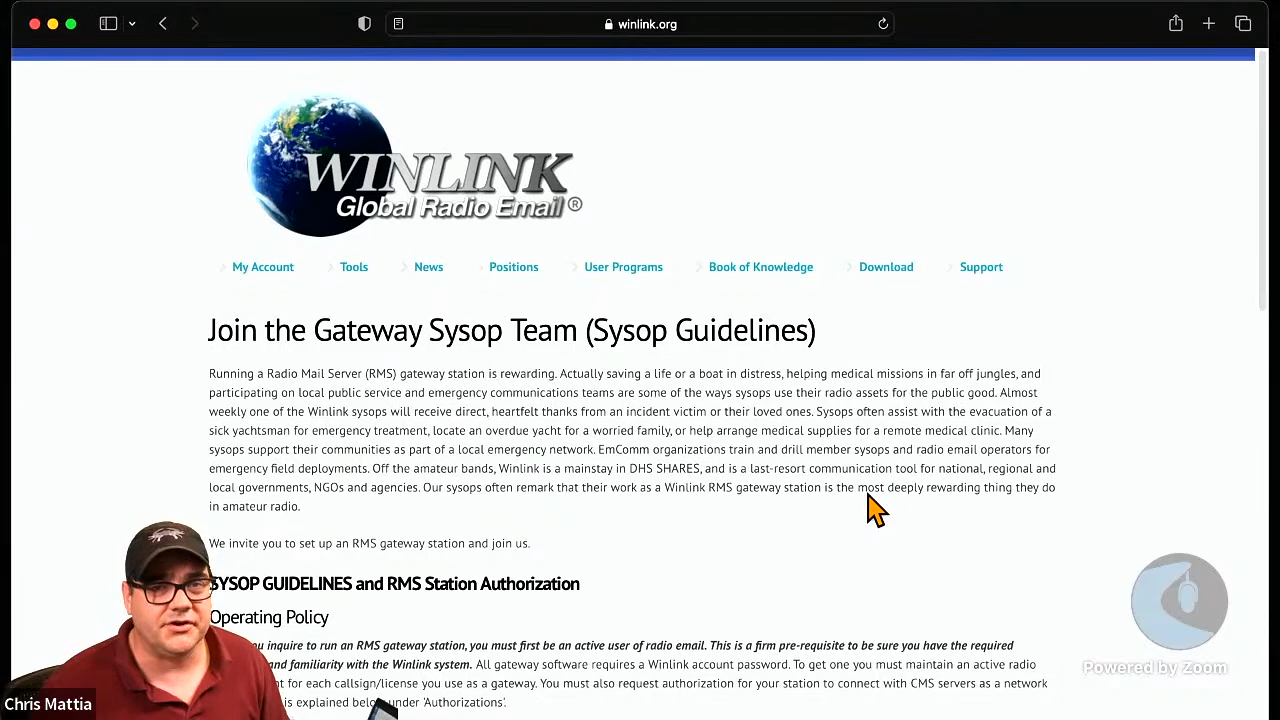 winlink.org
WINLINK
Global Radio Email®
My Account Tools News Positions User Programs Book of Knowledge Download Support
Join the Gateway Sysop Team (Sysop Guidelines)
Running a Radio Mail Server (RMS) gateway station is rewarding. Actually saving a life or a boat in distress, helping medical missions in far off jungles, and
participating on local public service and emergency communications teams are some of the ways sysops use their radio assets for the public good. Almost
weekly one of the Winlink sysops will receive direct, heartfelt thanks from an incident victim or their loved ones. Sysops often assist with the evacuation of a
sick yachtsman for emergency treatment, locate an overdue yacht for a worried family, or help arrange medical supplies for a remote medical clinic. Many
sysops support their communities as part of a local emergency network. EmComm organizations train and drill member sysops and radio email operators for
emergency field deployments. Off the amateur bands, Winlink is a mainstay in DHS SHARES, and is a last-resort communication tool for national, regional and
local governments, NGOs and agencies. Our sysops often remark that their work as a Winlink RMS gateway station is the most deeply rewarding thing they do
in amateur radio.
We invite you to set up an RMS gateway station and join us.
SYSOP GUIDELINES and RMS Station Authorization
Operating Policy
inquire to run an RMS gateway station, you must first be an active user of radio email. This is a firm pre-requisite to be sure you have the required
and familiarity with the Winlink system. All gateway software requires a Winlink account password. To get one you must maintain an active radio
for each callsign/license you use as a gateway. You must also request authorization for your station to connect with CMS servers as a network
is explained below under 'Authorizations'.
Powered by Zoom
Chris Mattia